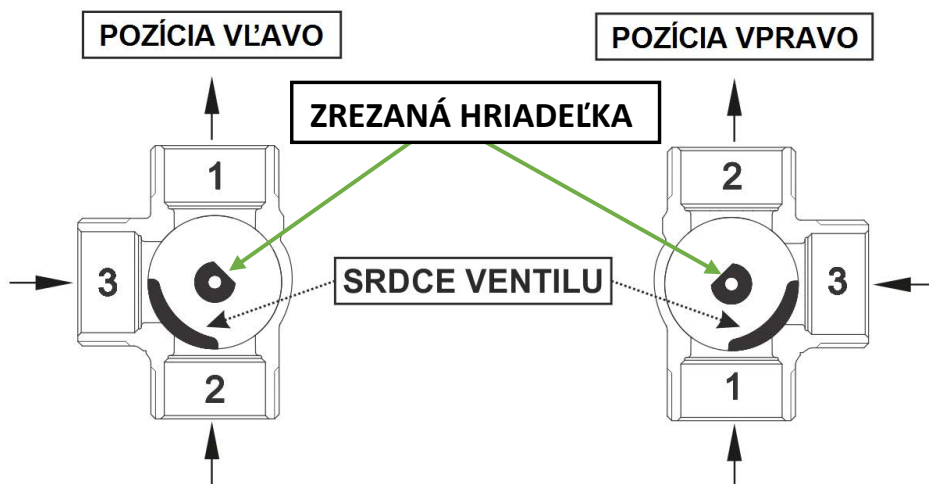 POZÍCIA VĽAVO
POZÍCIA VPRAVO
ZREZANÁ HRIADEĽKA
1
2
3
SRDCE VENTILU
3
2
1